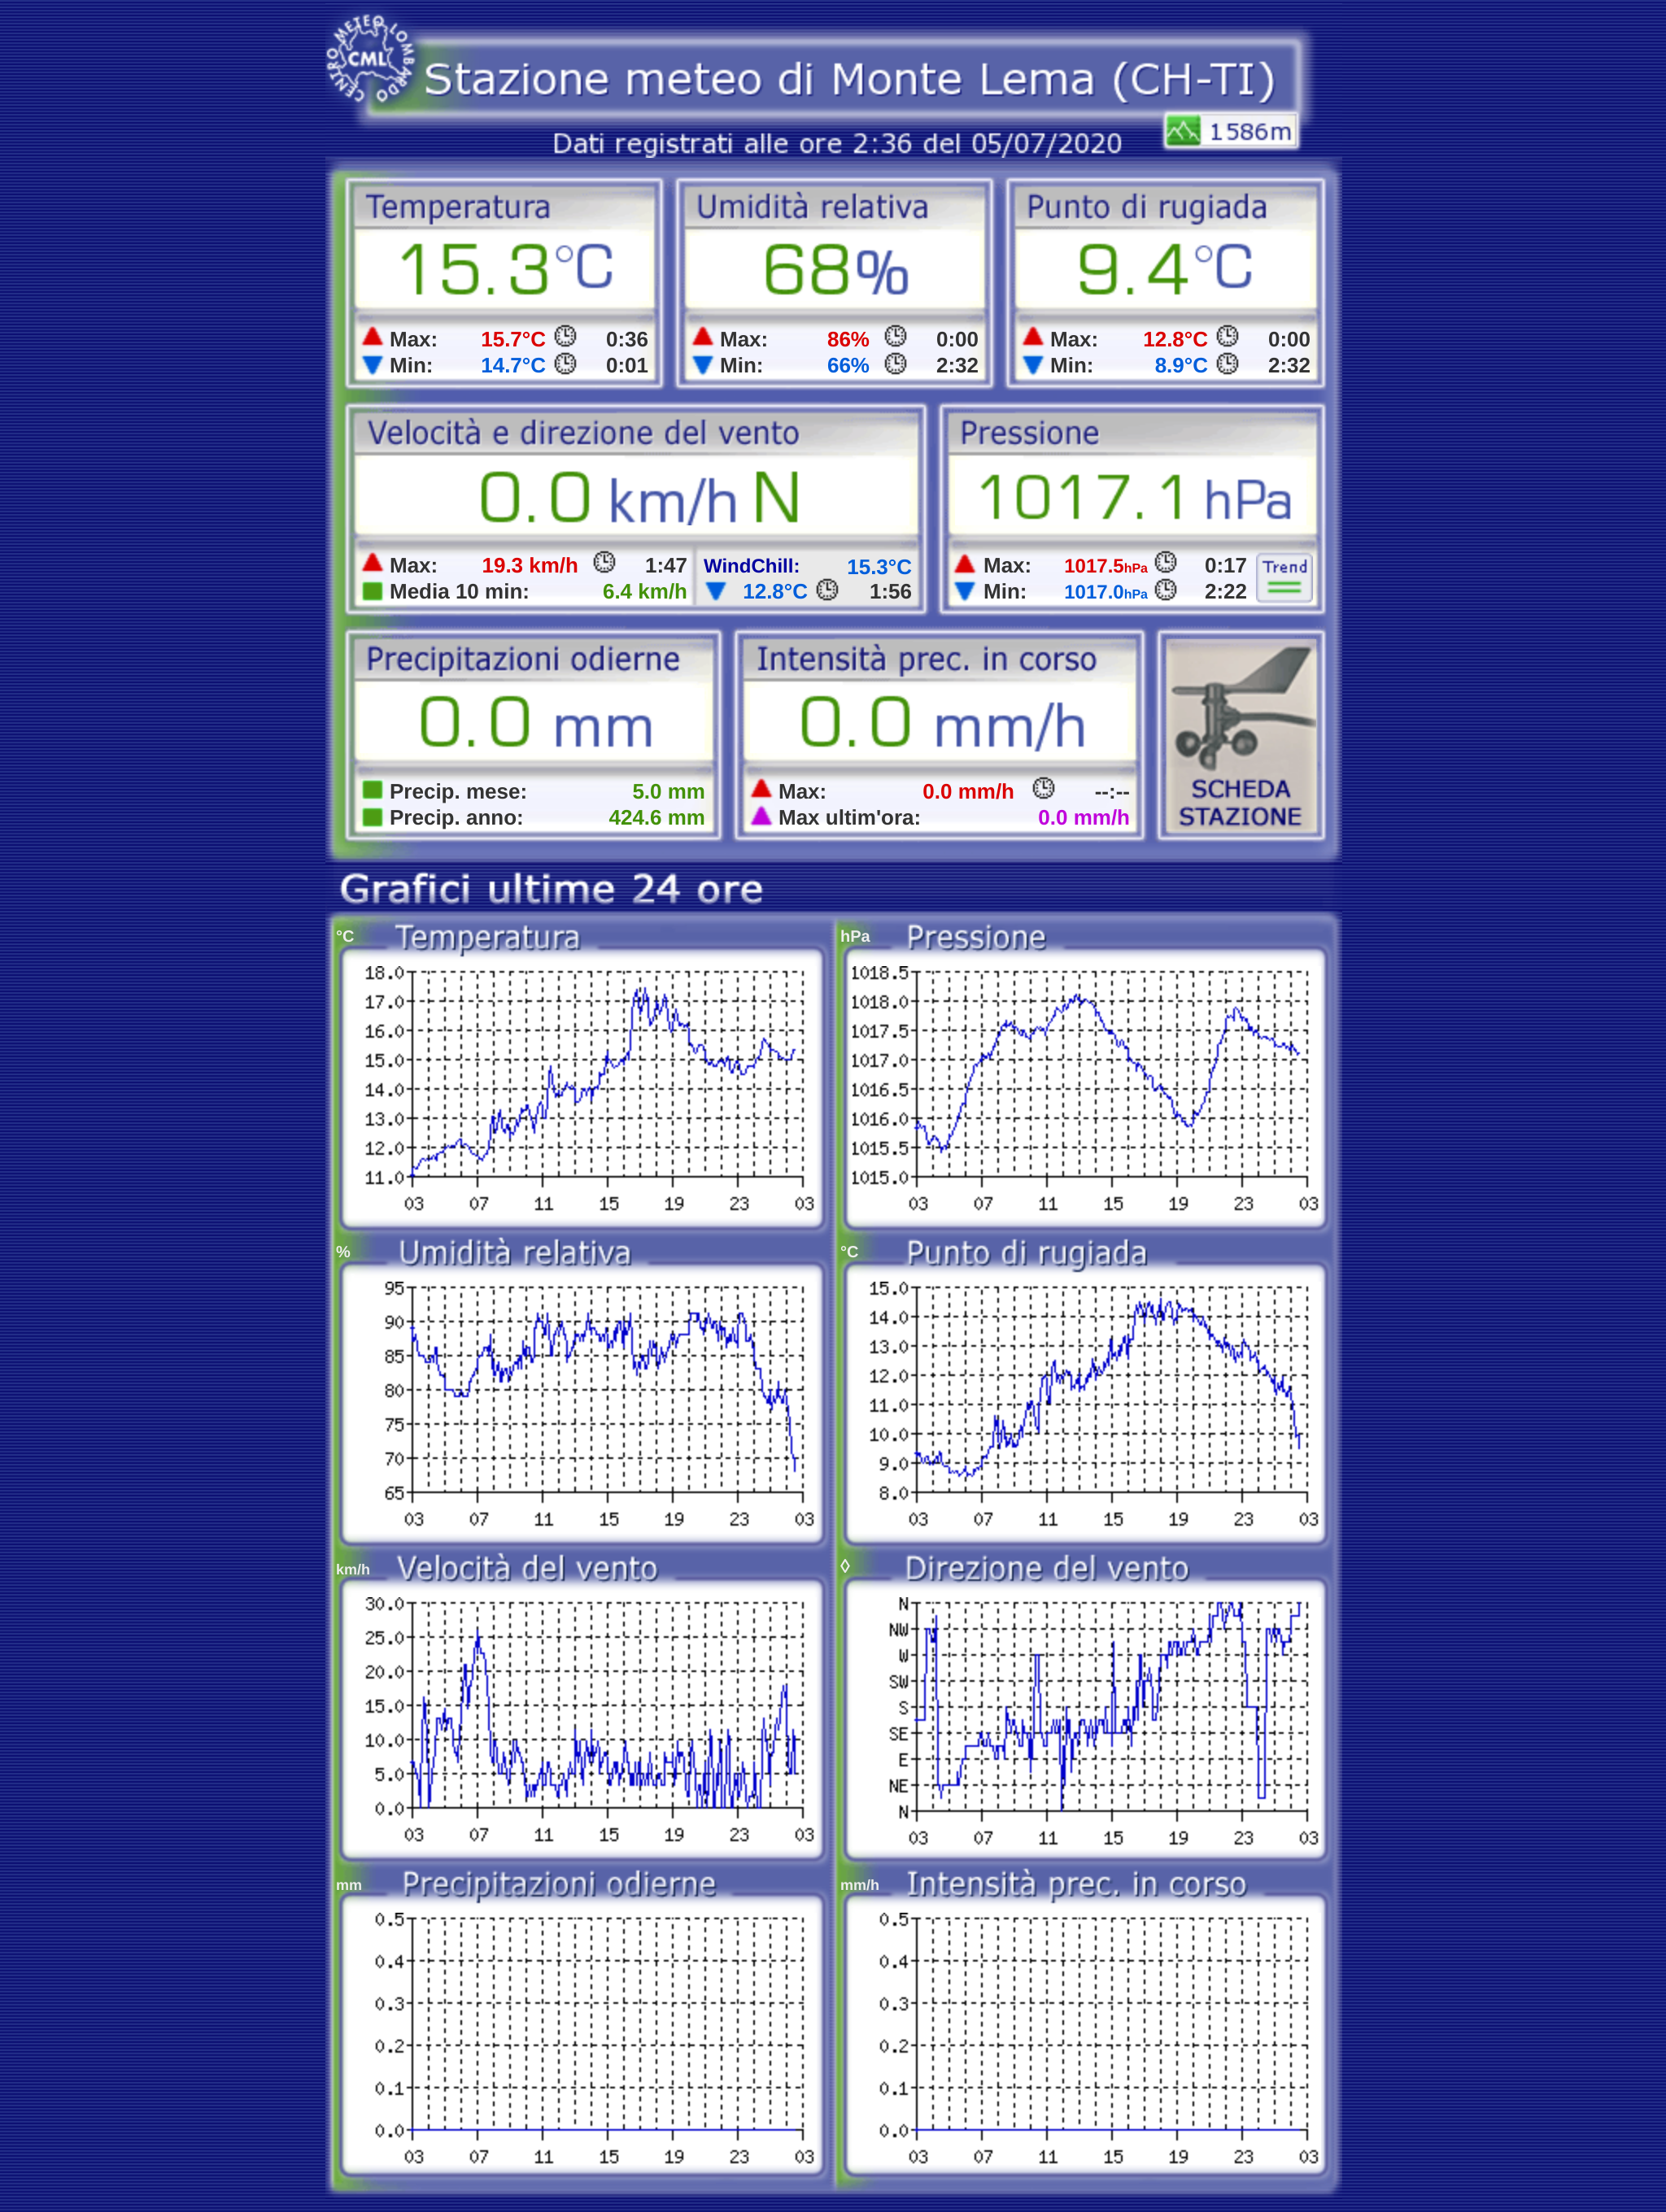 CENTRO METEO LOMBARDO
CML
Stazione meteo di Monte Lema (CH-TI)
1586m
Dati registrati alle ore 2:36 del 05/07/2020
Temperatura Umidità relativa Punto di rugiada
15.3°C 68% 9.4°C
Max: 15.7°C 0:36 Max: 86% 0:00 Max: 12.8°C 0:00
Min: 14.7°C 0:01 Min: 66% 2:32 Min: 8.9°C 2:32
Velocità e direzione del vento Pressione
0.0 km/h N 1017.1 hPa
Max: 19.3 km/h 1:47 WindChill: 15.3°C Max: 1017.5hPa 0:17 Trend
Media 10 min: 6.4 km/h 12.8°C 1:56 Min: 1017.0hPa 2:22
Precipitazioni odierne Intensità prec. in corso
0.0 mm 0.0 mm/h
Precip. mese: 5.0 mm Max: 0.0 mm/h --:-- SCHEDA
Precip. anno: 424.6 mm Max ultim'ora: 0.0 mm/h STAZIONE
Grafici ultime 24 ore
°C Temperatura
18.0
17.0
16.0
15.0
14.0
13.0
12.0
11.0
03 07 11 15 19 23 03
hPa Pressione
1018.5
1018.0
1017.5
1017.0
1016.5
1016.0
1015.5
1015.0
03 07 11 15 19 23 03
% Umidità relativa
95
90
85
80
75
70
65
03 07 11 15 19 23 03
°C Punto di rugiada
15.0
14.0
13.0
12.0
11.0
10.0
9.0
8.0
03 07 11 15 19 23 03
km/h Velocità del vento
30.0
25.0
20.0
15.0
10.0
5.0
0.0
03 07 11 15 19 23 03
◊ Direzione del vento
N
NW
W
SW
S
SE
E
NE
N
03 07 11 15 19 23 03
mm Precipitazioni odierne
0.5
0.4
0.3
0.2
0.1
0.0
03 07 11 15 19 23 03
mm/h Intensità prec. in corso
0.5
0.4
0.3
0.2
0.1
0.0
03 07 11 15 19 23 03